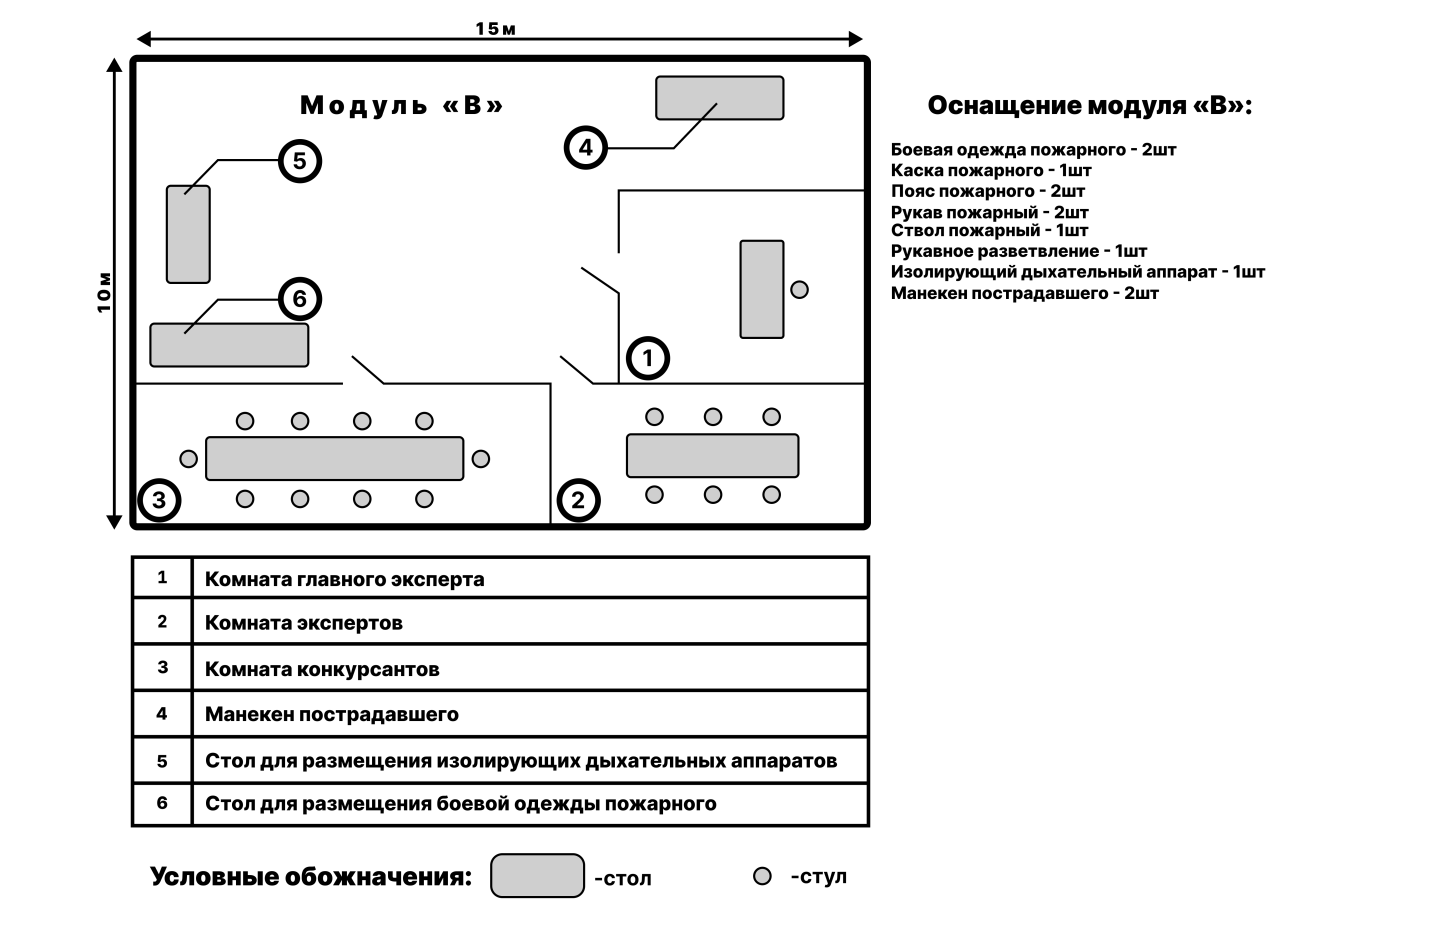 15м
10м
Модуль «В»
5
4
6
1
3
2
Оснащение модуля «В»:
Боевая одежда пожарного - 2шт
Каска пожарного - 1шт
Пояс пожарного - 2шт
Рукав пожарный - 2шт
Ствол пожарный - 1шт
Рукавное разветвление - 1шт
Изолирующий дыхательный аппарат - 1шт
Манекен пострадавшего - 2шт
1 Комната главного эксперта
2 Комната экспертов
3 Комната конкурсантов
4 Манекен пострадавшего
5 Стол для размещения изолирующих дыхательных аппаратов
6 Стол для размещения боевой одежды пожарного
Условные обожначения: -стол -стул